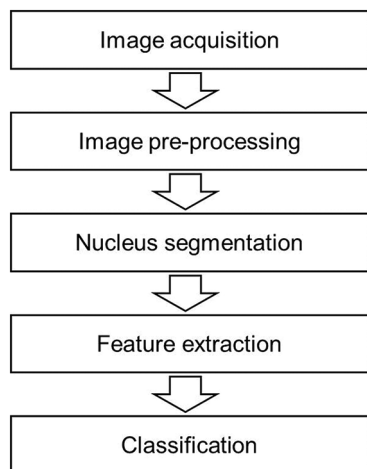 Image acquisition
Image pre-processing
Nucleus segmentation
Feature extraction
Classification